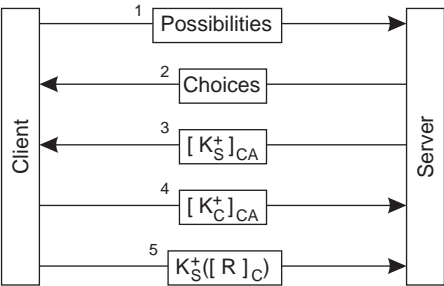 Client
Server
1 Possibilities
2 Choices
3 [ K⁺S ]CA
4 [ K⁺C ]CA
5 K⁺S([ R ]C)